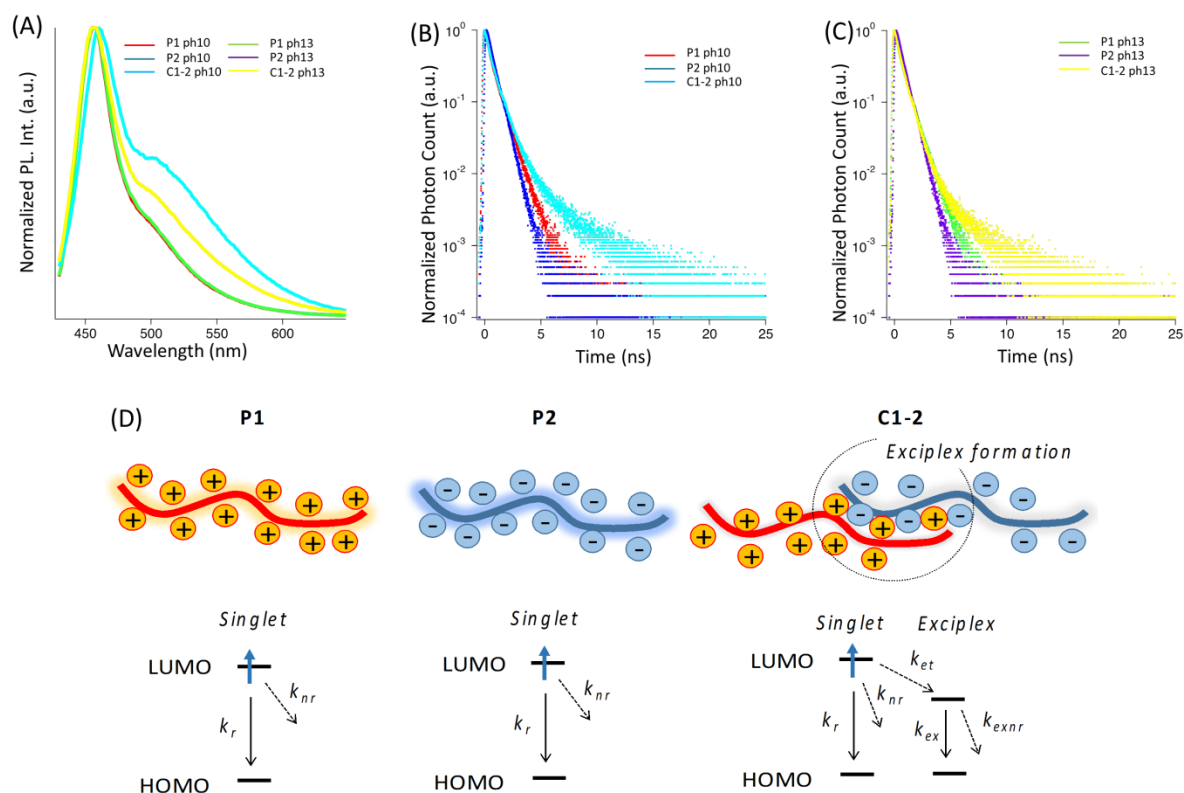 (A)
Normalized PL. Int. (a.u.)
P1 ph10
P2 ph10
C1-2 ph10
P1 ph13
P2 ph13
C1-2 ph13
450
500
550
600
Wavelength (nm)
(B)
Normalized Photon Count (a.u.)
10^0
10^-1
10^-2
10^-3
10^-4
P1 ph10
P2 ph10
C1-2 ph10
0
5
10
15
20
25
Time (ns)
(C)
Normalized Photon Count (a.u.)
10^0
10^-1
10^-2
10^-3
10^-4
P1 ph13
P2 ph13
C1-2 ph13
0
5
10
15
20
25
Time (ns)
(D)
P1
P2
C1-2
Exciplex formation
+ + + + + + + + + + +
- - - - - - - - - - - -
+ + + + + + + + + - - - - - - - -
Singlet
LUMO
k_nr
k_r
HOMO
Singlet
LUMO
k_nr
k_r
HOMO
Singlet
Exciplex
LUMO
k_et
k_nr
k_r
k_ex
k_exnr
HOMO